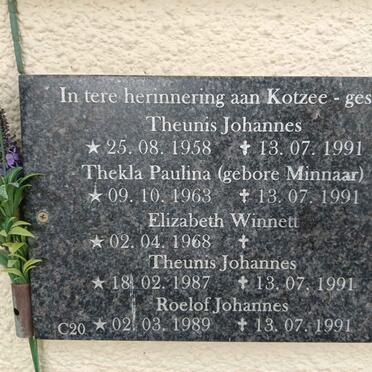 In tere herinnering aan Kotzee - ges
Theunis Johannes
★ 25. 08. 1958 ✝ 13. 07. 1991
Thekla Paulina (gebore Minnaar)
★ 09. 10. 1963 ✝ 13. 07. 1991
Elizabeth Winnett
★ 02. 04. 1968 ✝
Theunis Johannes
★ 18. 02. 1987 ✝ 13. 07. 1991
Roelof Johannes
C20 ★ 02. 03. 1989 ✝ 13. 07. 1991